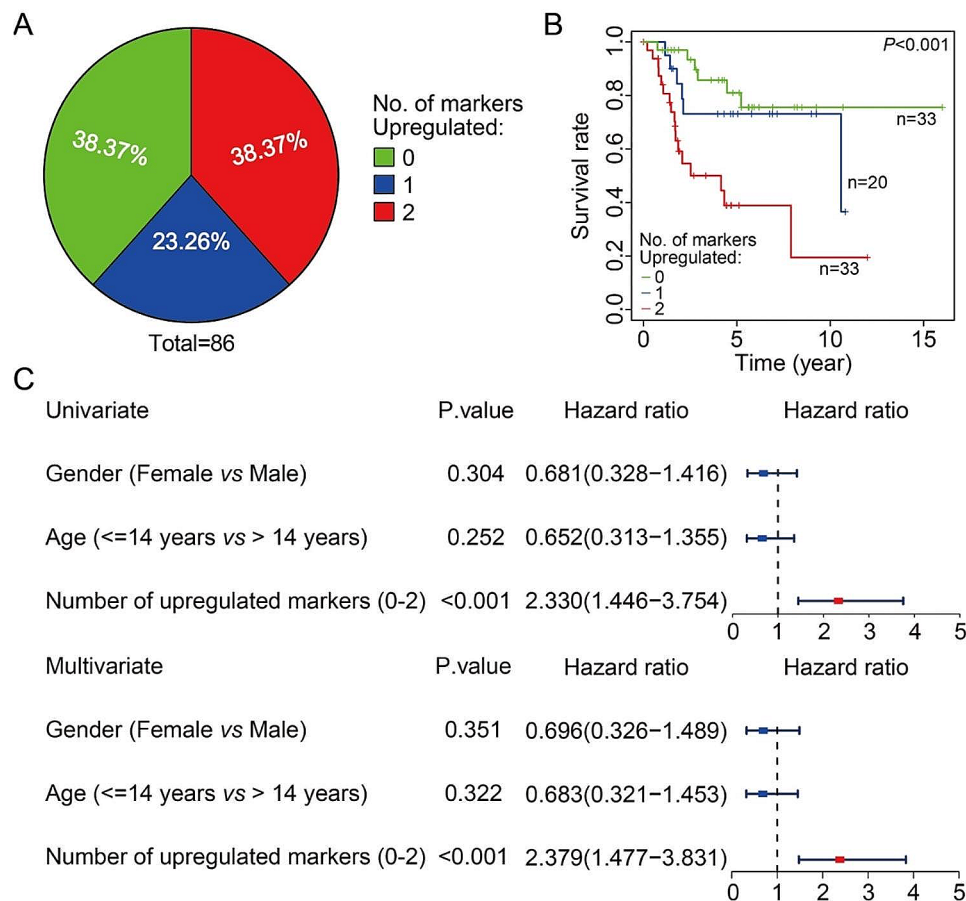 A
38.37%
38.37%
23.26%
Total=86
No. of markers
Upregulated:
0
1
2
B
P<0.001
Survival rate
1.0
0.8
0.6
0.4
0.2
0.0
n=33
n=20
n=33
No. of markers
Upregulated:
0
1
2
0 5 10 15
Time (year)
C
Univariate P.value Hazard ratio Hazard ratio
Gender (Female vs Male) 0.304 0.681(0.328−1.416)
Age (<=14 years vs > 14 years) 0.252 0.652(0.313−1.355)
Number of upregulated markers (0-2) <0.001 2.330(1.446−3.754)
0 1 2 3 4 5
Multivariate P.value Hazard ratio Hazard ratio
Gender (Female vs Male) 0.351 0.696(0.326−1.489)
Age (<=14 years vs > 14 years) 0.322 0.683(0.321−1.453)
Number of upregulated markers (0-2) <0.001 2.379(1.477−3.831)
0 1 2 3 4 5